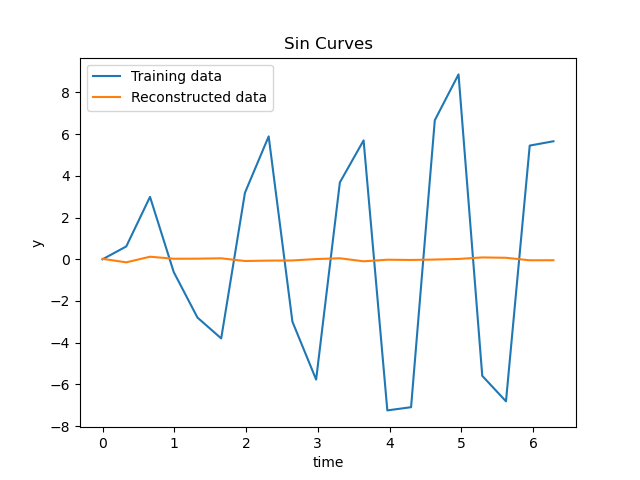 Sin Curves
Training data
Reconstructed data
8
6
4
2
0
−2
−4
−6
−8
y
0 1 2 3 4 5 6
time